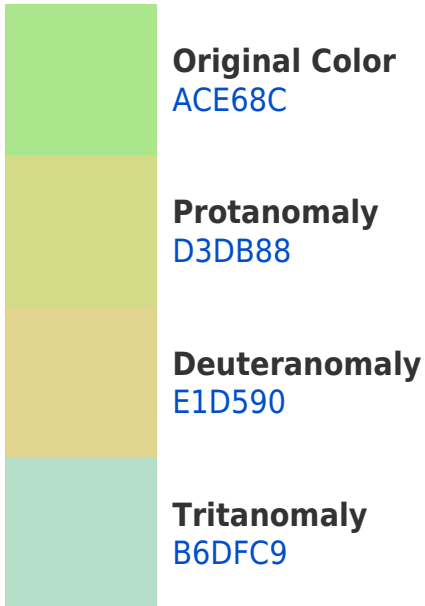 Original Color
ACE68C
Protanomaly
D3DB88
Deuteranomaly
E1D590
Tritanomaly
B6DFC9